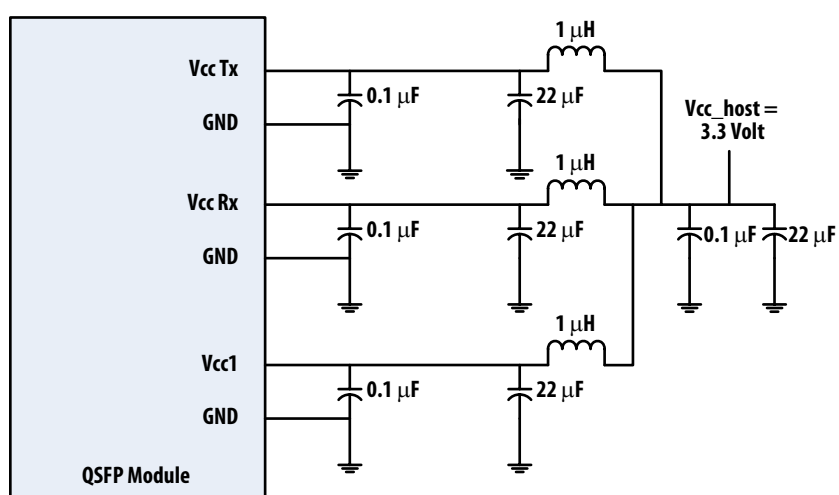 1 μH
Vcc Tx
0.1 μF
22 μF
GND
Vcc_host =
3.3 Volt
1 μH
Vcc Rx
0.1 μF
22 μF
0.1 μF
22 μF
GND
1 μH
Vcc1
0.1 μF
22 μF
GND
QSFP Module